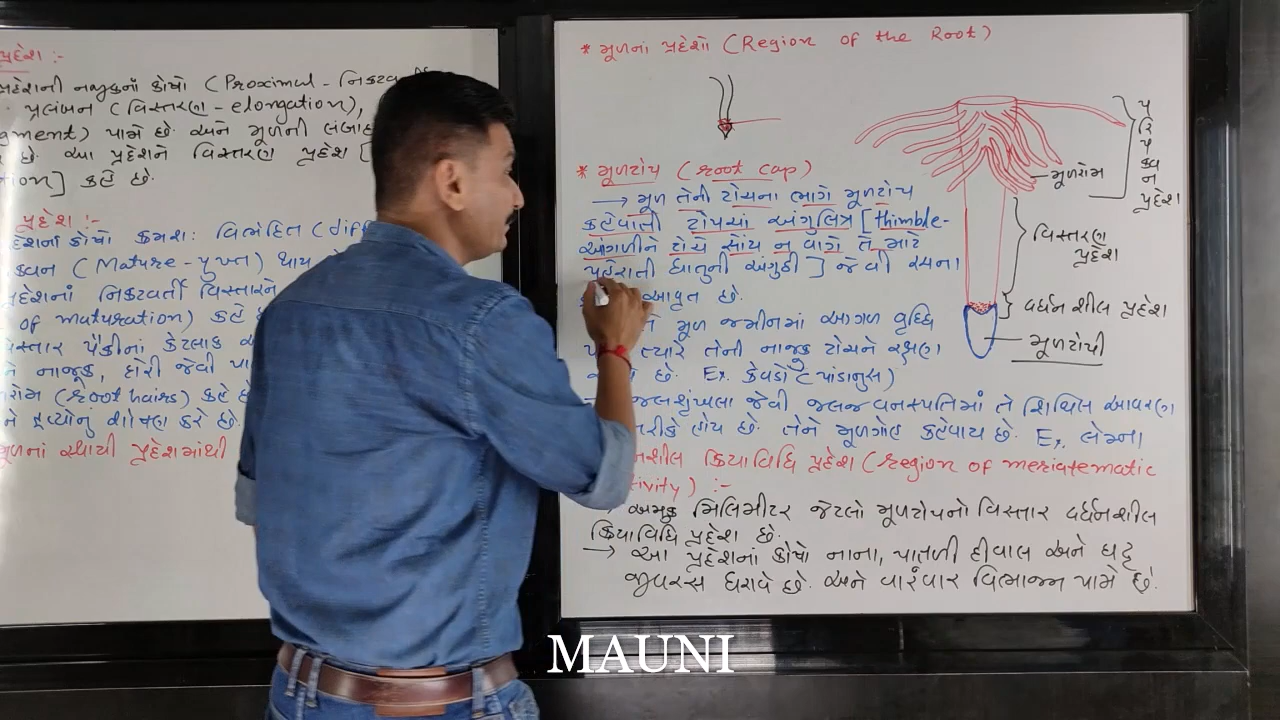 પ્રદેશ :-
પ્રદેશની નજીકનાં કોષો (Proximal - નિકટવર્તી
પ્રલંબન (વિસ્તરણ - elongation),
gment) પામે છે. અને મૂળની લંબાઈ
છે. આ પ્રદેશને વિસ્તરણ પ્રદેશ [
tion] કહે છે.
પ્રદેશ :-
દેશનાં કોષો ક્રમશ: વિભેદિત (diff
ક્વન (Mature - પુખ્ત) થાય
પ્રદેશનાં નિકટવર્તી વિસ્તારને
of maturation) કહે છે
વિસ્તાર પૈકીનાં કેટલાક
ને નાજૂક, દોરી જેવી
રોમ (root hairs) કહે છે
ને દ્રવ્યોનું શોષણ કરે છે.
મૂળનાં સ્થાયી પ્રદેશમાંથી
* મૂળનાં પ્રદેશો (Region of the Root)
* મૂળટોપ (root cap)
→ મૂળ તેની ટોચના ભાગે મૂળટોપ
કહેવાતી ટોપચાં અંગુલિત્ર [thimble-
આંગળીને ટોચે સોંય ન વાગે તે માટે
પહેરાતી ધાતુની અંગુઠી] જેવી રચના
આવૃત છે.
મૂળ જમીનમાં આગળ વૃધ્ધિ
ત્યારે તેની નાજુક ટોચને રક્ષણ
છે. Ex. કેવડો (પાંડાનુસ)
જલશૃંખલા જેવી જલજ વનસ્પતિમાં તે શિથિલ આવરણ
તરીકે હોય છે. તેને મૂળગોહ કહેવાય છે. Ex. લેમ્ના
નશીલ ક્રિયાવિધિ પ્રદેશ (region of meriatematic
tivity) :-
→ અમુક મિલિમીટર જેટલો મૂળટોપનો વિસ્તાર વર્ધનશીલ
ક્રિયાવિધિ પ્રદેશ છે.
→ આ પ્રદેશનાં કોષો નાના, પાતળી દીવાલ અને ઘટ્ટ
જીવરસ ધરાવે છે. અને વારંવાર વિભાજન પામે છે.
પરિપક્વન પ્રદેશ
મૂળરોમ
વિસ્તરણ
પ્રદેશ
વર્ધનશીલ પ્રદેશ
મૂળટોપી
MAUNI